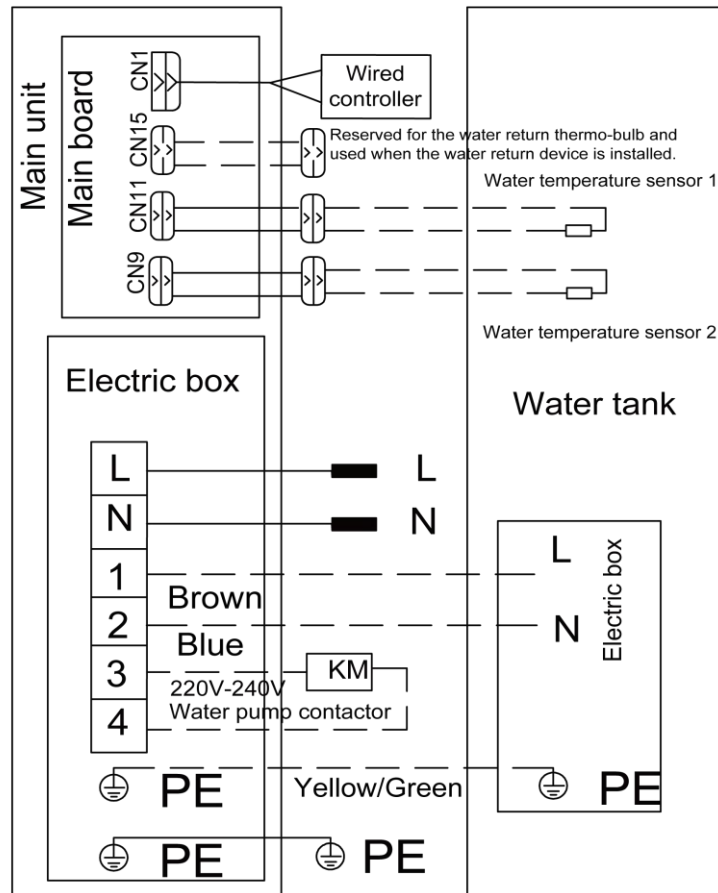 Main unit
Main board
CN1
Wired
controller
CN15
Reserved for the water return thermo-bulb and
used when the water return device is installed.
CN11
Water temperature sensor 1
CN9
Water temperature sensor 2
Electric box
Water tank
L
L
N
N
1
Brown
2
Blue
3
KM
220V-240V
Water pump contactor
4
L
N
Electric box
PE
Yellow/Green
PE
PE
PE